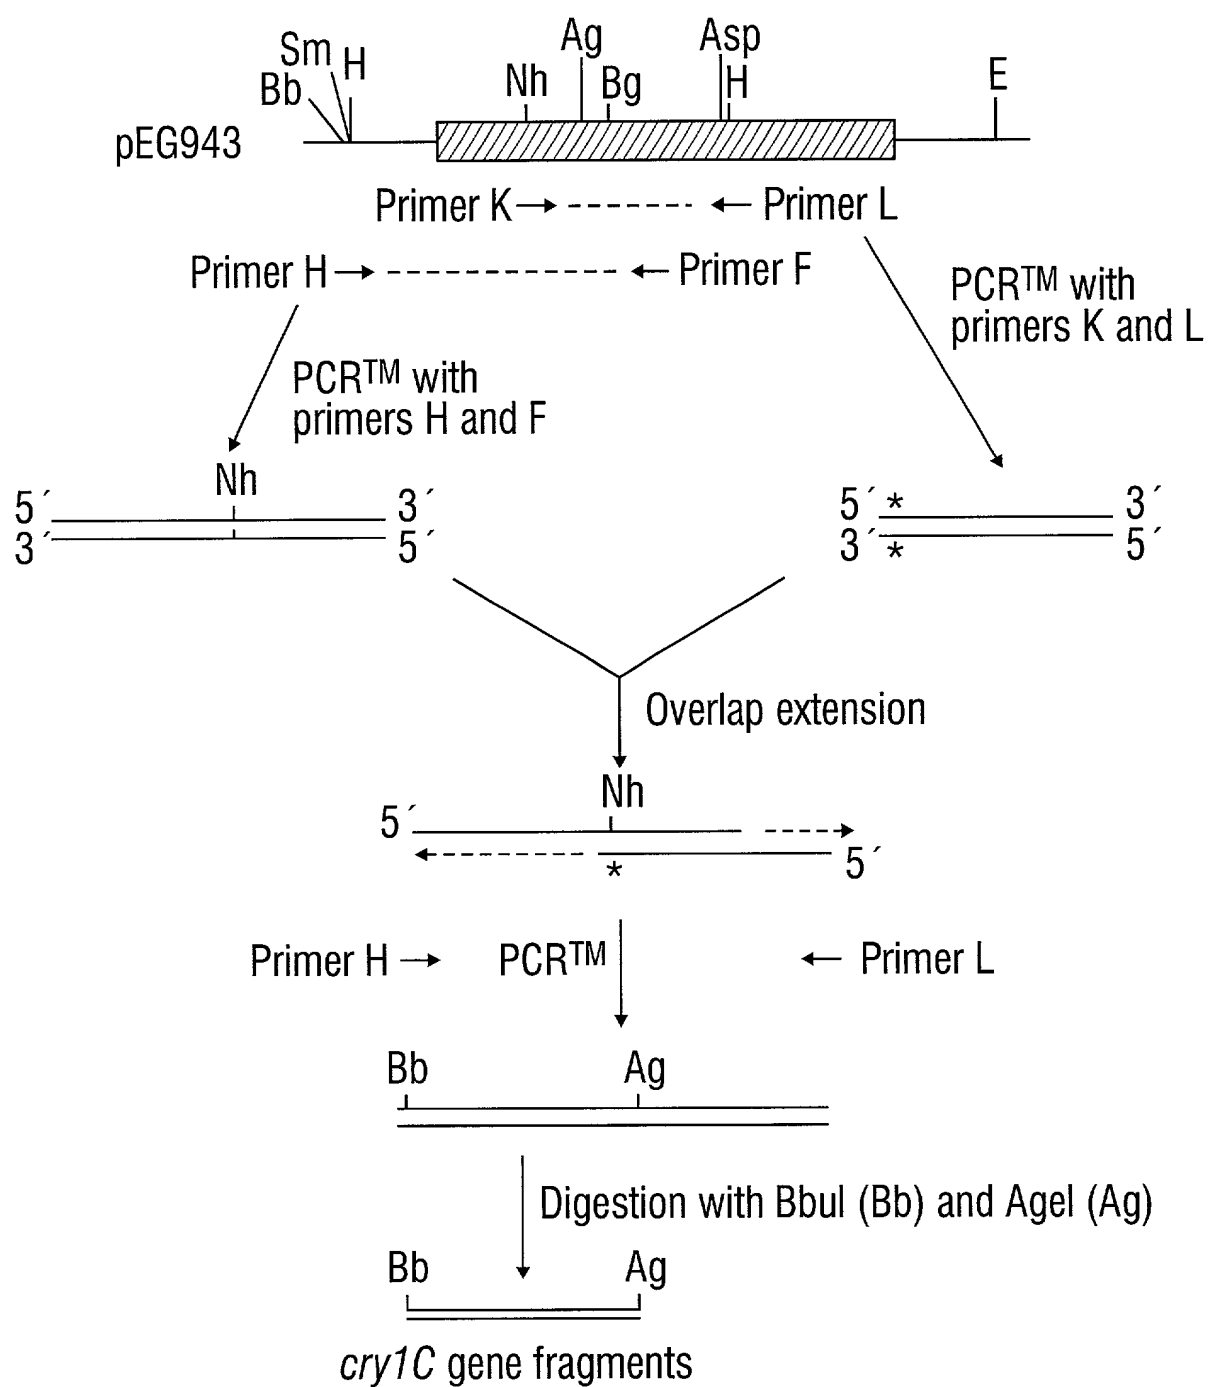 Sm H Ag Asp
Bb Nh Bg H E
pEG943
Primer K Primer L
Primer H Primer F
PCR™ with
primers K and L
PCR™ with
primers H and F
Nh
5´ 3´ 5´ * 3´
3´ 5´ 3´ * 5´
Overlap extension
Nh
5´
* 5´
Primer H PCR™ Primer L
Bb Ag
Digestion with BbuI (Bb) and AgeI (Ag)
Bb Ag
cry1C gene fragments